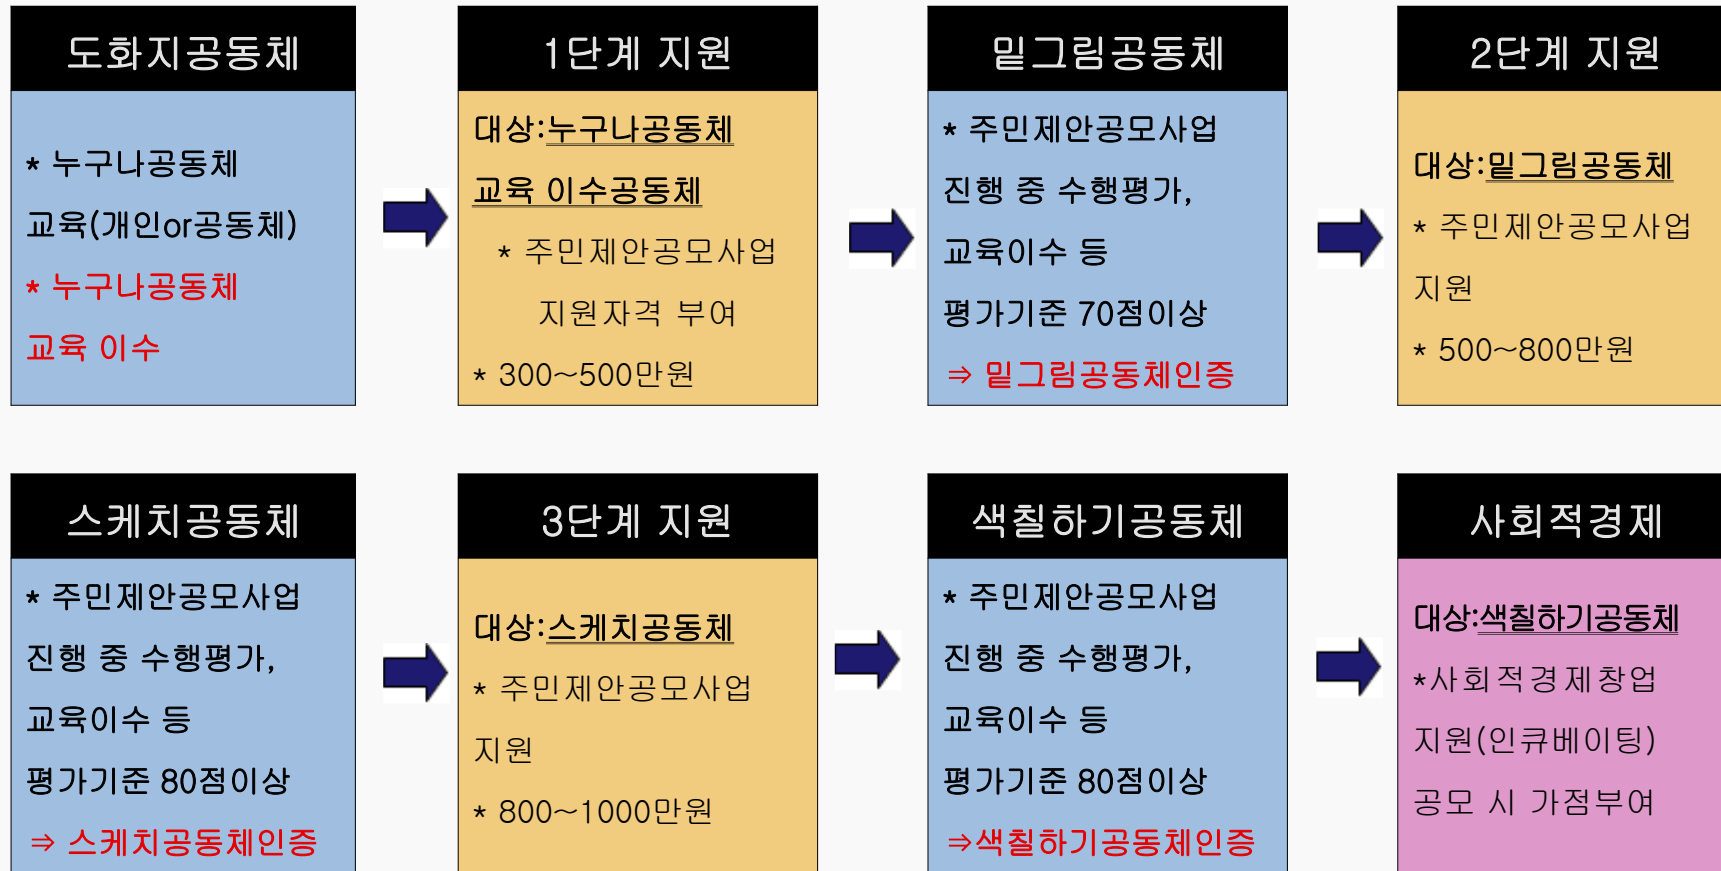 도화지공동체
* 누구나공동체
교육(개인or공동체)
* 누구나공동체
교육 이수
1단계 지원
대상:누구나공동체
교육 이수공동체
* 주민제안공모사업
지원자격 부여
* 300~500만원
밑그림공동체
* 주민제안공모사업
진행 중 수행평가,
교육이수 등
평가기준 70점이상
⇒ 밑그림공동체인증
2단계 지원
대상:밑그림공동체
* 주민제안공모사업
지원
* 500~800만원
스케치공동체
* 주민제안공모사업
진행 중 수행평가,
교육이수 등
평가기준 80점이상
⇒ 스케치공동체인증
3단계 지원
대상:스케치공동체
* 주민제안공모사업
지원
* 800~1000만원
색칠하기공동체
* 주민제안공모사업
진행 중 수행평가,
교육이수 등
평가기준 80점이상
⇒색칠하기공동체인증
사회적경제
대상:색칠하기공동체
*사회적경제창업
지원(인큐베이팅)
공모 시 가점부여